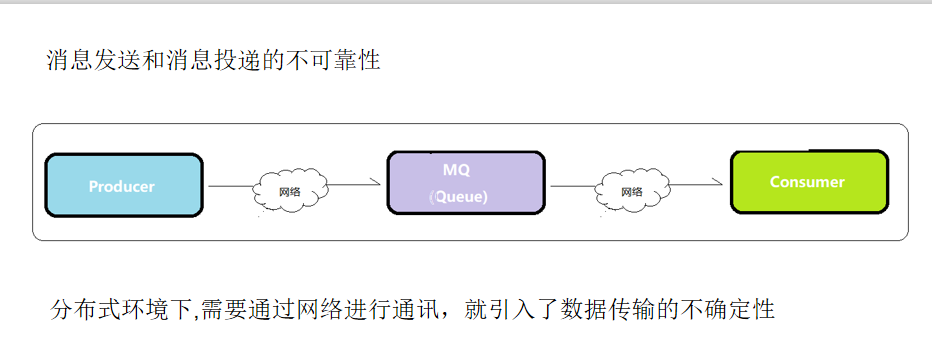 消息发送和消息投递的不可靠性
Producer
网络
MQ
(Queue)
网络
Consumer
分布式环境下,需要通过网络进行通讯，就引入了数据传输的不确定性